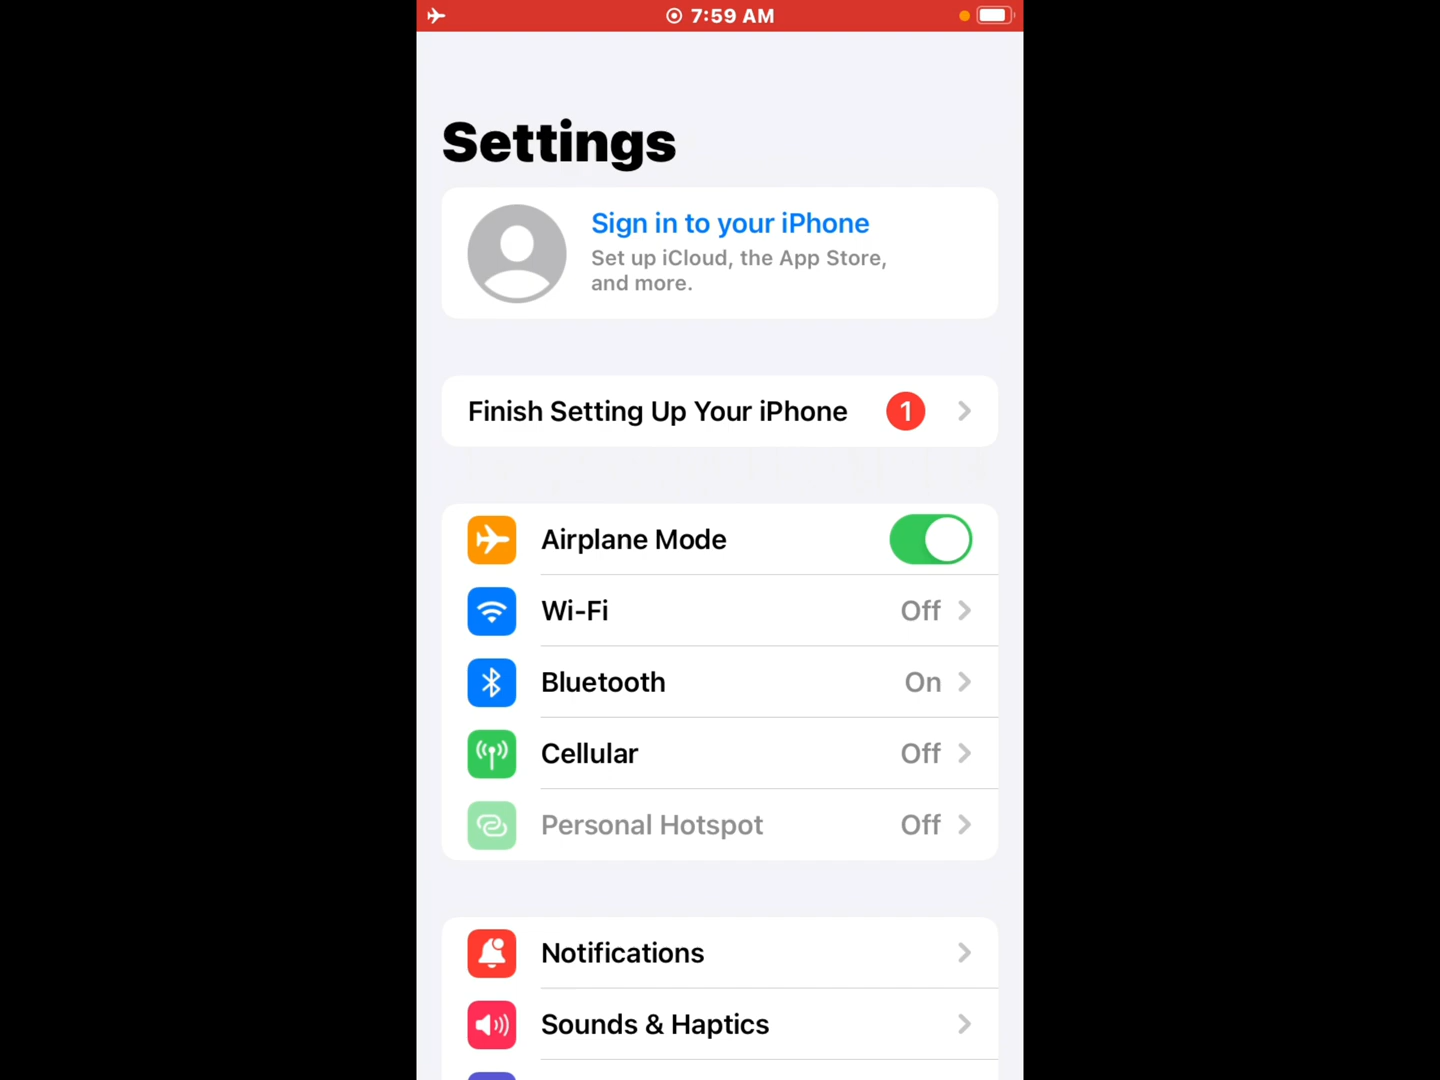 7:59 AM
Settings
Sign in to your iPhone
Set up iCloud, the App Store,
and more.
Finish Setting Up Your iPhone 1
Airplane Mode
Wi-Fi Off
Bluetooth On
Cellular Off
Personal Hotspot Off
Notifications
Sounds & Haptics